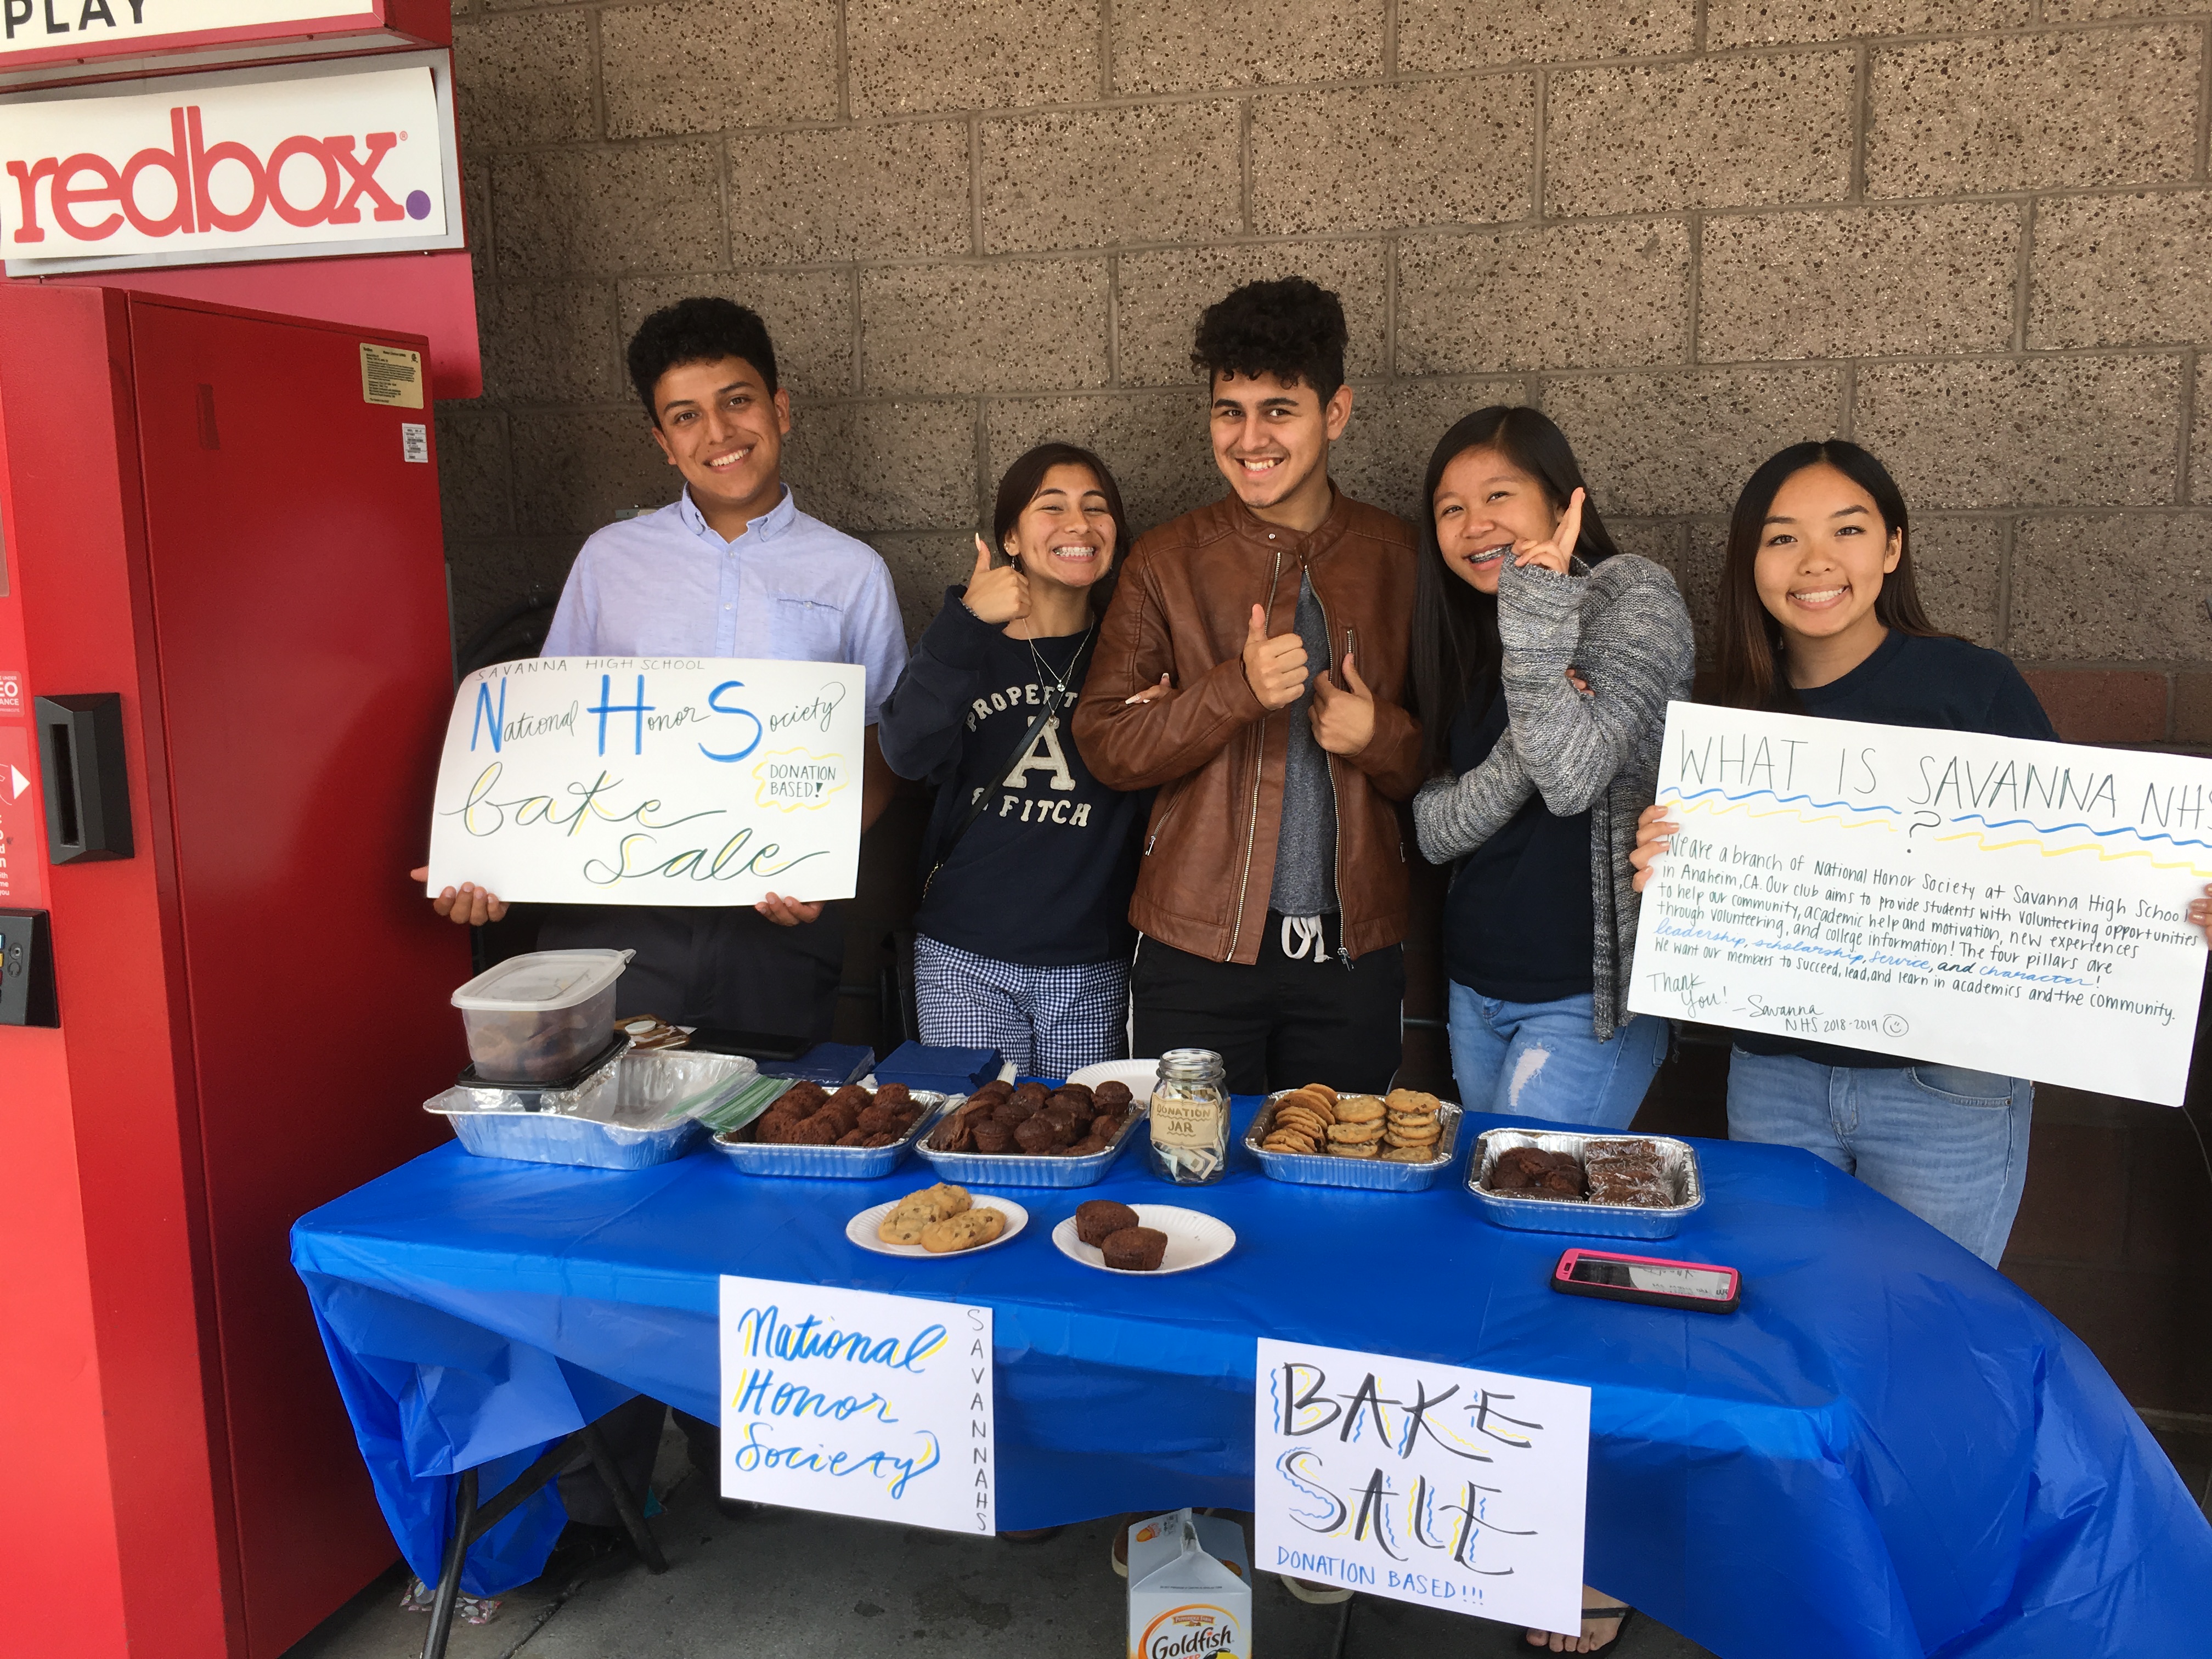 PLAY
redbox.
SAVANNA HIGH SCHOOL
National Honor Society
DONATION
BASED!
bake
sale
PROPERTY
A
& FITCH
WHAT IS SAVANNA NHS
?
We are a branch of National Honor Society at Savanna High School
in Anaheim, CA. Our club aims to provide students with volunteering opportunities
to help our community, academic help and motivation, new experiences
through volunteering, and college information! The four pillars are
leadership, scholarship, service, and character!
We want our members to succeed, lead, and learn in academics and the community.
Thank
You!
-Savanna
NHS 2018-2019
DONATION
JAR
National
Honor
Society
SAVANNAHS
BAKE
SALE
DONATION BASED!!!
Goldfish